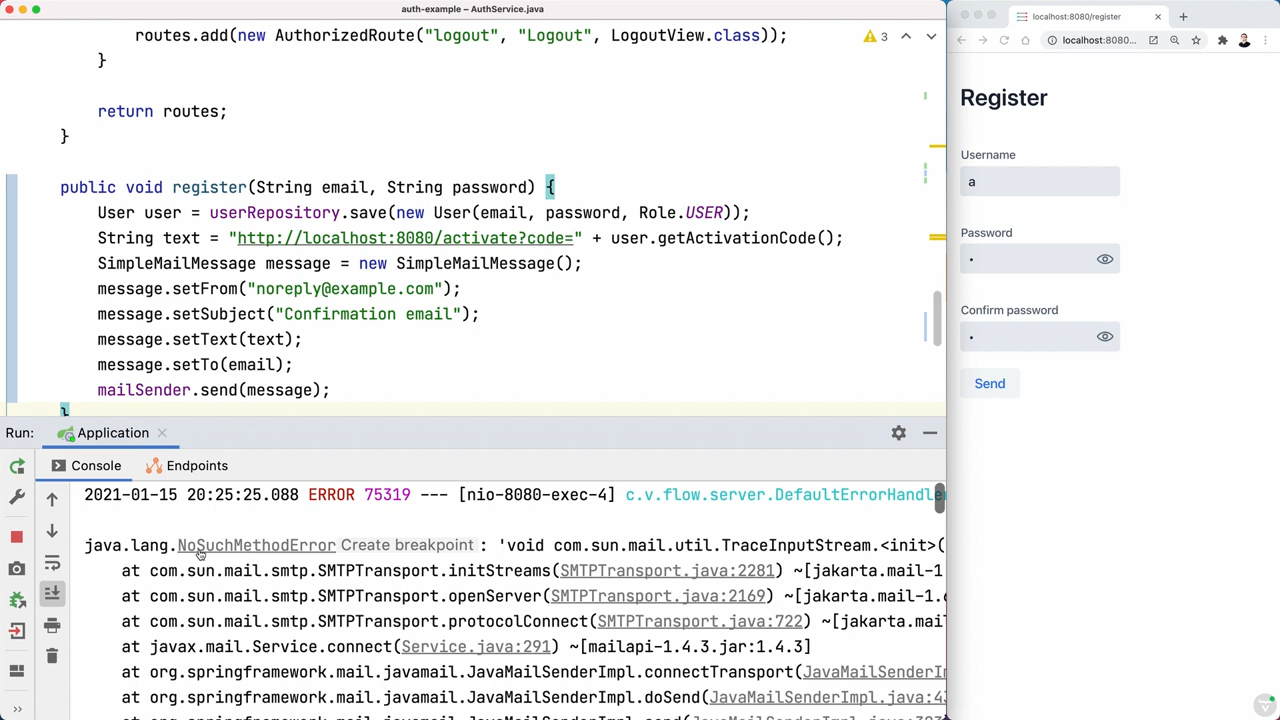 auth-example – AuthService.java
routes.add(new AuthorizedRoute("logout", "Logout", LogoutView.class));
3
}
return routes;
}
public void register(String email, String password) {
User user = userRepository.save(new User(email, password, Role.USER));
String text = "http://localhost:8080/activate?code=" + user.getActivationCode();
SimpleMailMessage message = new SimpleMailMessage();
message.setFrom("noreply@example.com");
message.setSubject("Confirmation email");
message.setText(text);
message.setTo(email);
mailSender.send(message);
}
Run:
Application
Console
Endpoints
2021-01-15 20:25:25.088 ERROR 75319 --- [nio-8080-exec-4] c.v.flow.server.DefaultErrorHandler
java.lang.NoSuchMethodError Create breakpoint : 'void com.sun.mail.util.TraceInputStream.<init>(
at com.sun.mail.smtp.SMTPTransport.initStreams(SMTPTransport.java:2281) ~[jakarta.mail-1
at com.sun.mail.smtp.SMTPTransport.openServer(SMTPTransport.java:2169) ~[jakarta.mail-1.
at com.sun.mail.smtp.SMTPTransport.protocolConnect(SMTPTransport.java:722) ~[jakarta.mail
at javax.mail.Service.connect(Service.java:291) ~[mailapi-1.4.3.jar:1.4.3]
at org.springframework.mail.javamail.JavaMailSenderImpl.connectTransport(JavaMailSenderIm
at org.springframework.mail.javamail.JavaMailSenderImpl.doSend(JavaMailSenderImpl.java:43
localhost:8080/register
localhost:8080...
Register
Username
a
Password
•
Confirm password
•
Send